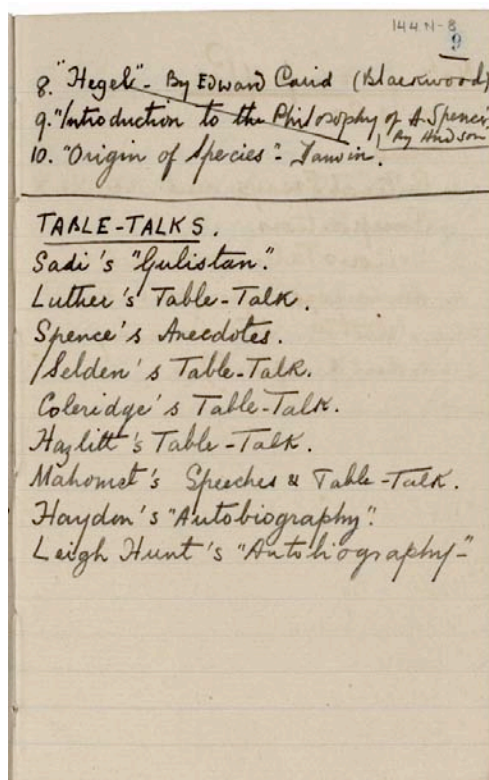 144 N-8
9
8. "Hegel" - By Edward Caird (Blackwood)
9. "Introduction to the Philosophy of H. Spencer"
By Hudson
10. "Origin of Species" - Darwin.
TABLE-TALKS.
Sadi's "Gulistan".
Luther's Table-Talk.
Spence's Anecdotes.
Selden's Table-Talk.
Coleridge's Table-Talk.
Hazlitt's Table-Talk.
Mahomet's Speeches & Table-Talk.
Haydon's "Autobiography".
Leigh Hunt's "Autobiography"-